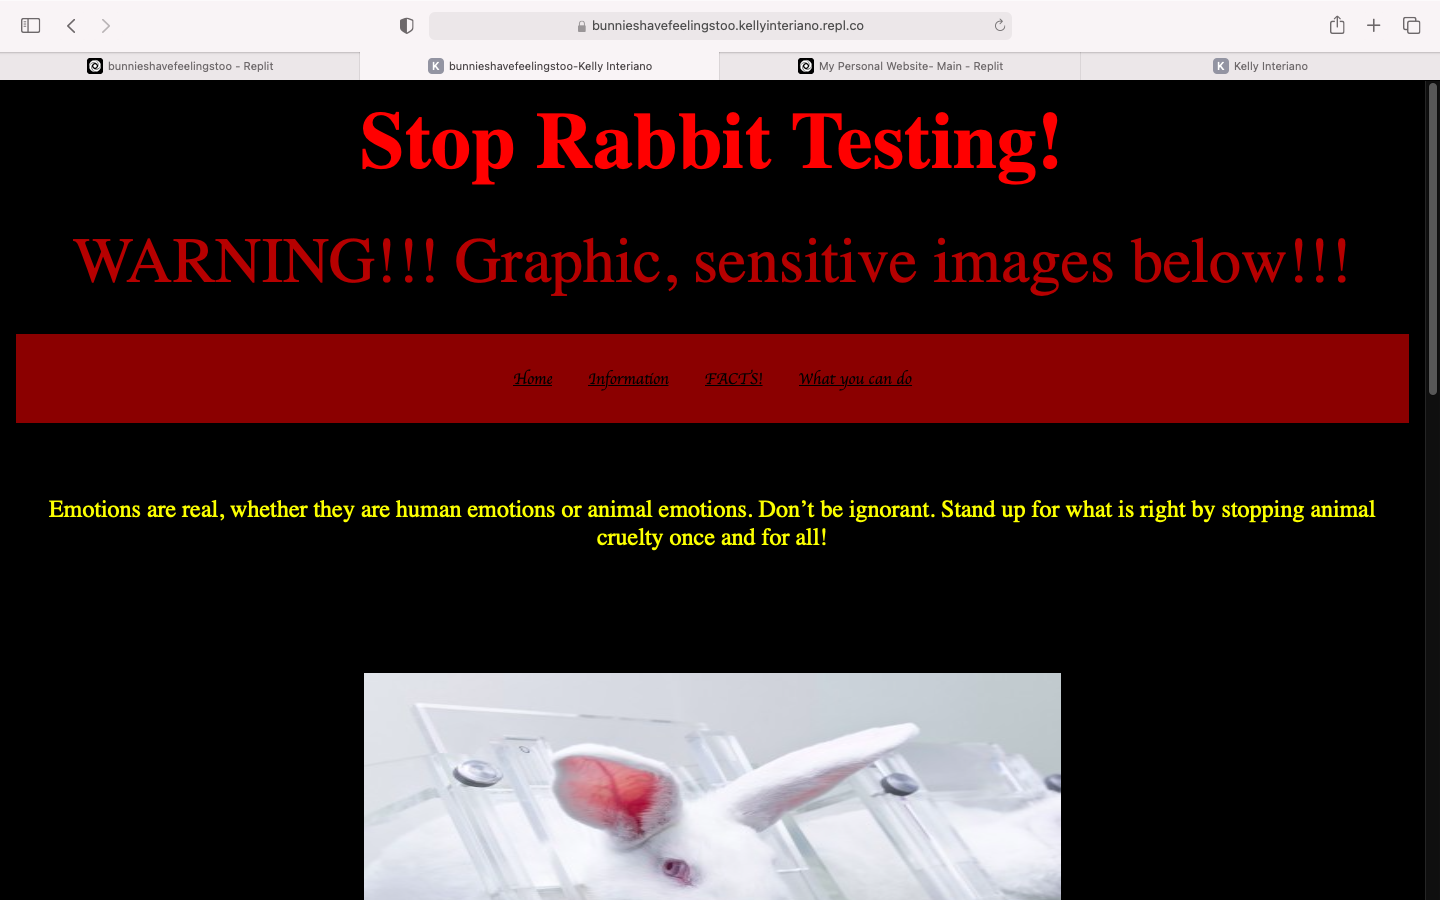 bunnieshavefeelingstoo.kellyinteriano.repl.co
bunnieshavefeelingstoo - Replit
K bunnieshavefeelingstoo-Kelly Interiano
My Personal Website- Main - Replit
K Kelly Interiano
Stop Rabbit Testing!
WARNING!!! Graphic, sensitive images below!!!
Home Information FACTS! What you can do
Emotions are real, whether they are human emotions or animal emotions. Don’t be ignorant. Stand up for what is right by stopping animal
cruelty once and for all!